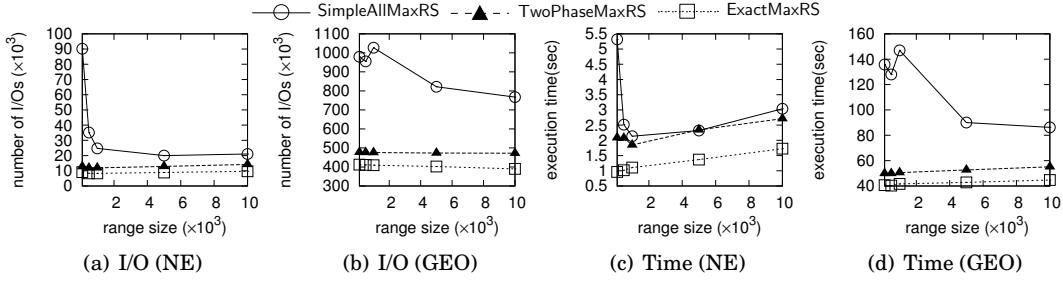 SimpleAllMaxRS TwoPhaseMaxRS ExactMaxRS
number of I/Os (×10³)
100
90
80
70
60
50
40
30
20
10
0
2 4 6 8 10
range size (×10³)
(a) I/O (NE)
number of I/Os (×10³)
1100
1000
900
800
700
600
500
400
300
2 4 6 8 10
range size (×10³)
(b) I/O (GEO)
execution time(sec)
5.5
5
4.5
4
3.5
3
2.5
2
1.5
1
0.5
2 4 6 8 10
range size (×10³)
(c) Time (NE)
execution time(sec)
160
140
120
100
80
60
40
2 4 6 8 10
range size (×10³)
(d) Time (GEO)